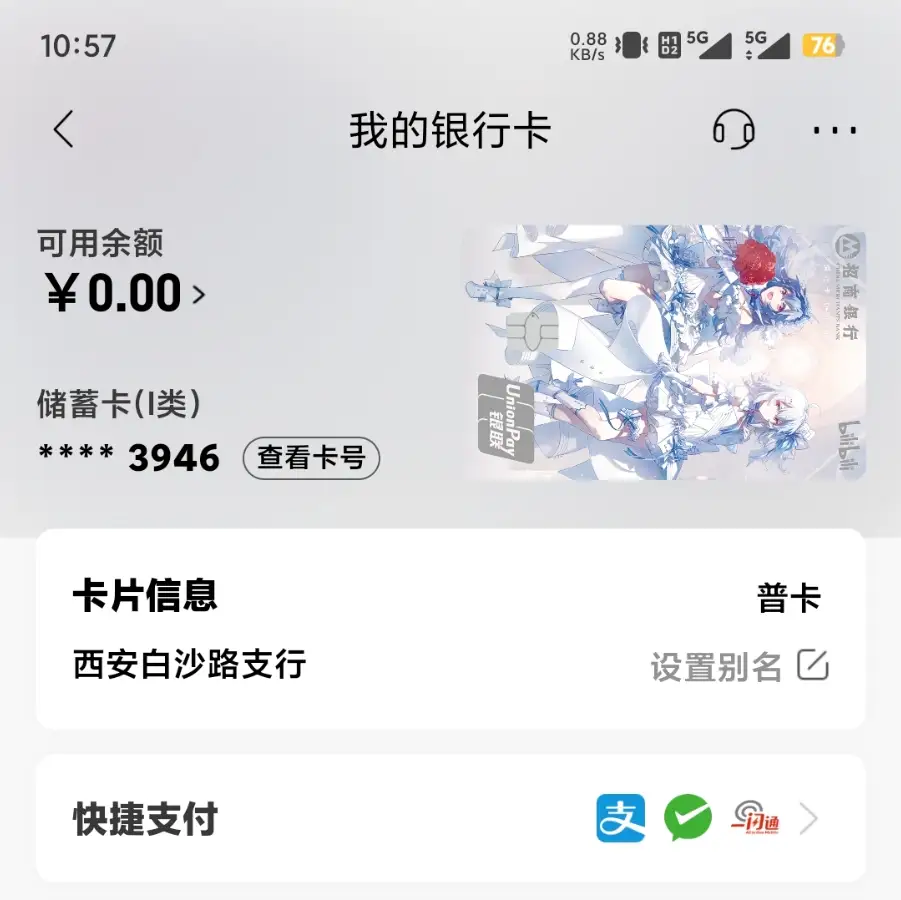 10:57
0.88
KB/s
HD
1
2
5G
5G
76
我的银行卡
可用余额
¥0.00
储蓄卡(I类)
**** 3946
查看卡号
招商银行
UnionPay
银联
bilibili
卡片信息
普卡
西安白沙路支行
设置别名
快捷支付
支
一闪通